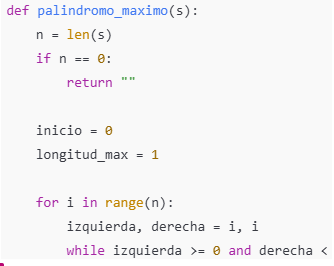 def palindromo_maximo(s):
    n = len(s)
    if n == 0:
        return ""

    inicio = 0
    longitud_max = 1

    for i in range(n):
        izquierda, derecha = i, i
        while izquierda >= 0 and derecha <